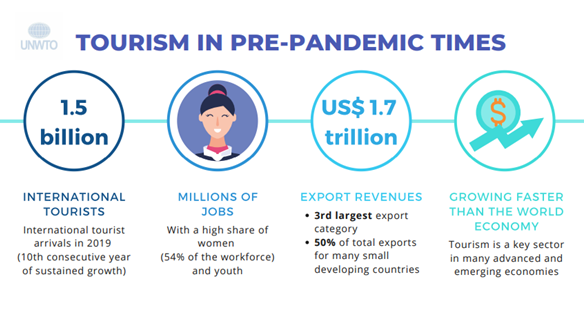 UNWTO
TOURISM IN PRE-PANDEMIC TIMES
1.5
billion
INTERNATIONAL
TOURISTS
International tourist
arrivals in 2019
(10th consecutive year
of sustained growth)
MILLIONS OF
JOBS
With a high share of
women
(54% of the workforce)
and youth
US$ 1.7
trillion
EXPORT REVENUES
• 3rd largest export
category
• 50% of total exports
for many small
developing countries
$
GROWING FASTER
THAN THE WORLD
ECONOMY
Tourism is a key sector
in many advanced and
emerging economies